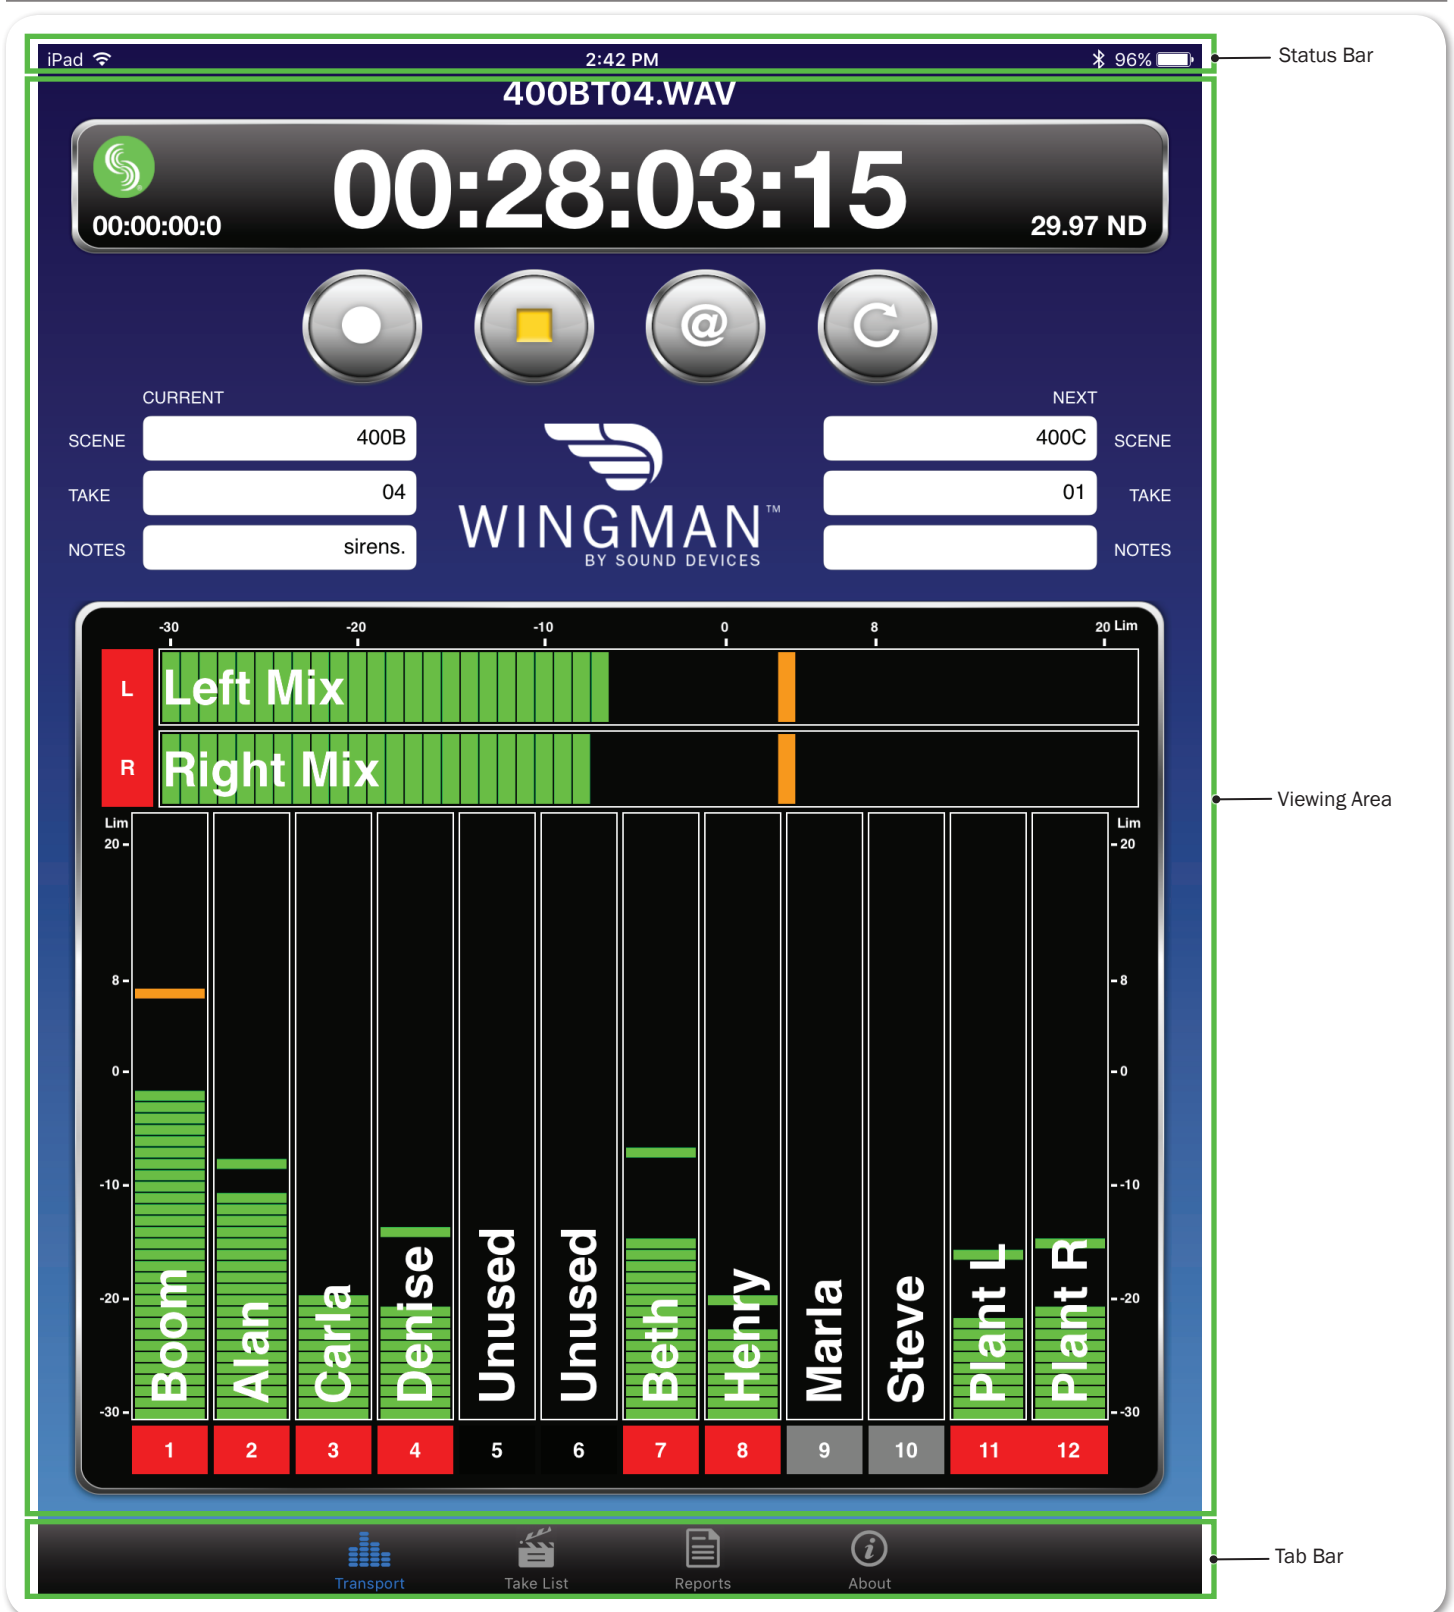 iPad 2:42 PM 96%
Status Bar
400BT04.WAV
00:28:03:15
00:00:00:0 29.97 ND
@
CURRENT NEXT
SCENE 400B 400C SCENE
TAKE 04 01 TAKE
NOTES sirens. NOTES
WINGMAN™
BY SOUND DEVICES
-30 -20 -10 0 8 20 Lim
L Left Mix
R Right Mix
Viewing Area
Lim Lim
20 20
8 8
0 0
-10 -10
-20 -20
-30 -30
Boom Alan Carla Denise Unused Unused Beth Henry Marla Steve Plant L Plant R
1 2 3 4 5 6 7 8 9 10 11 12
Transport Take List Reports About
Tab Bar